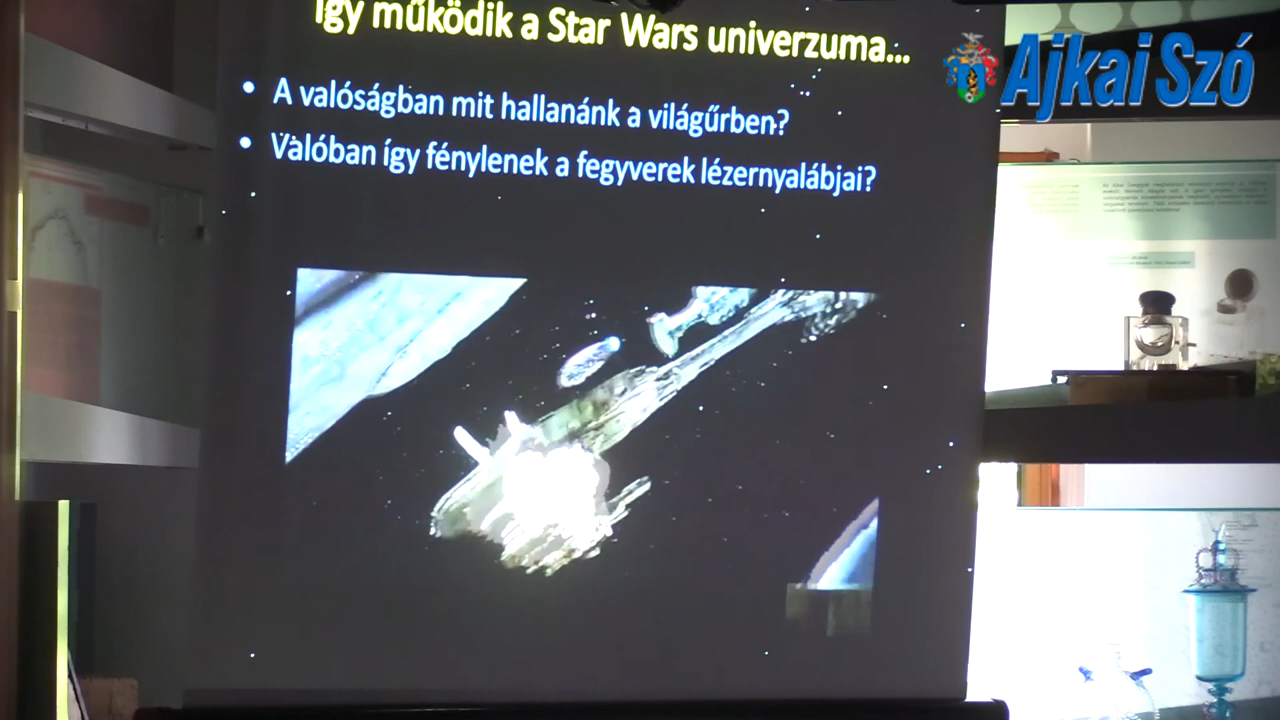 Így működik a Star Wars univerzuma...
• A valóságban mit hallanánk a világűrben?
• Valóban így fénylenek a fegyverek lézernyalábjai?
Ajkai Szó